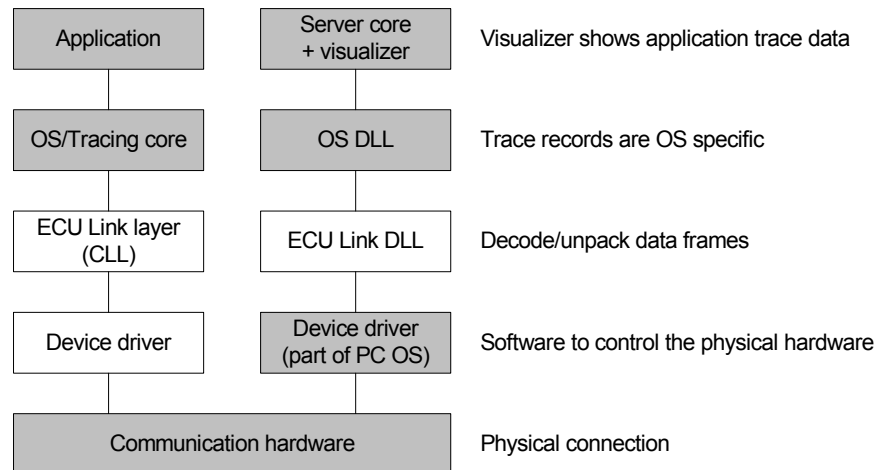 Application
Server core
+ visualizer
Visualizer shows application trace data
OS/Tracing core
OS DLL
Trace records are OS specific
ECU Link layer
(CLL)
ECU Link DLL
Decode/unpack data frames
Device driver
Device driver
(part of PC OS)
Software to control the physical hardware
Communication hardware
Physical connection